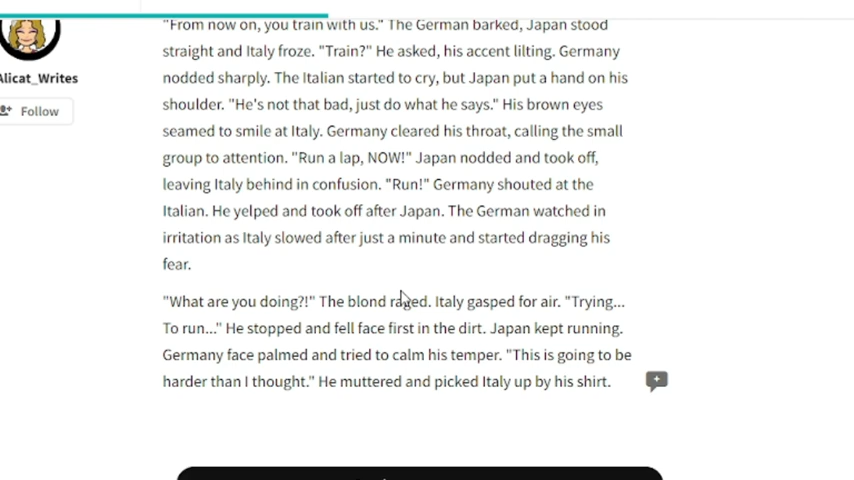 "From now on, you train with us." The German barked, Japan stood
straight and Italy froze. "Train?" He asked, his accent lilting. Germany
Alicat_Writes
nodded sharply. The Italian started to cry, but Japan put a hand on his
shoulder. "He's not that bad, just do what he says." His brown eyes
Follow
seamed to smile at Italy. Germany cleared his throat, calling the small
group to attention. "Run a lap, NOW!" Japan nodded and took off,
leaving Italy behind in confusion. "Run!" Germany shouted at the
Italian. He yelped and took off after Japan. The German watched in
irritation as Italy slowed after just a minute and started dragging his
fear.
"What are you doing?!" The blond raged. Italy gasped for air. "Trying...
To run..." He stopped and fell face first in the dirt. Japan kept running.
Germany face palmed and tried to calm his temper. "This is going to be
harder than I thought." He muttered and picked Italy up by his shirt.